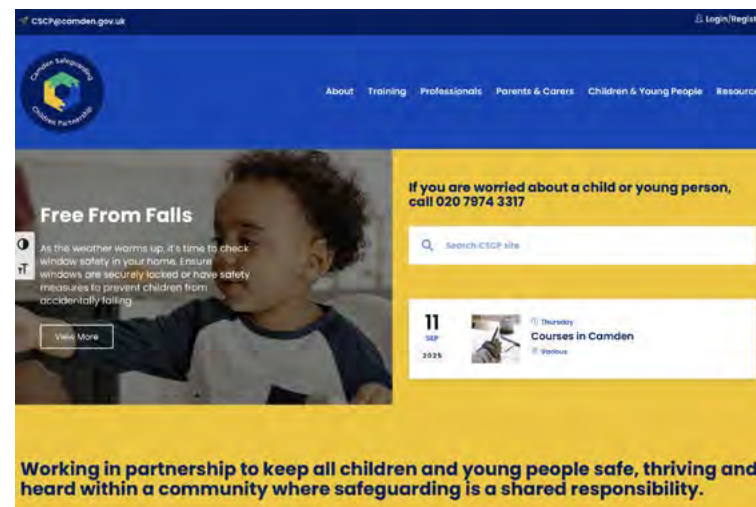 CSCP@camden.gov.uk
Login/Regist
Camden Safeguarding
Children Partnership
About Training Professionals Parents & Carers Children & Young People Resource
Free From Falls
As the weather warms up, it's time to check
window safety in your home. Ensure
windows are securely locked or have safety
measures to prevent children from
accidentally falling
View More
If you are worried about a child or young person,
call 020 7974 3317
Search CSCP site
11
SEP
2025
Thursday
Courses in Camden
Various
Working in partnership to keep all children and young people safe, thriving and
heard within a community where safeguarding is a shared responsibility.